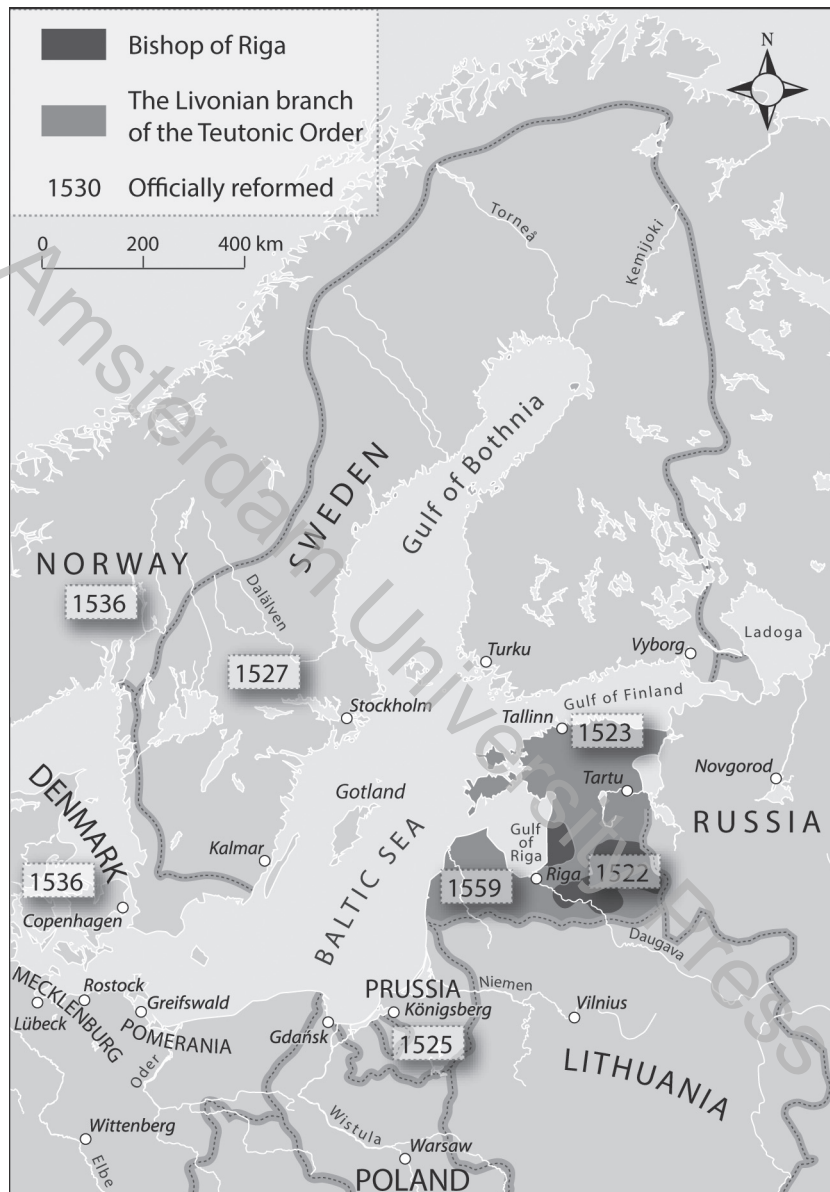 Bishop of Riga
The Livonian branch
of the Teutonic Order
1530 Officially reformed
0 200 400 km
N
Torneå
Kemijoki
Gulf of Bothnia
SWEDEN
NORWAY
1536
Dalälven
1527
Turku
Vyborg
Ladoga
Stockholm
Gulf of Finland
Tallinn
1523
Novgorod
Tartu
RUSSIA
DENMARK
Gotland
Kalmar
BALTIC SEA
Gulf
of
Riga
Riga
1522
1559
1536
Copenhagen
Daugava
MECKLENBURG
Rostock
Greifswald
Lübeck
POMERANIA
Oder
PRUSSIA
Königsberg
Niemen
Vilnius
Gdańsk
1525
LITHUANIA
Wittenberg
Elbe
Wistula
Warsaw
POLAND
Amsterdam University Press